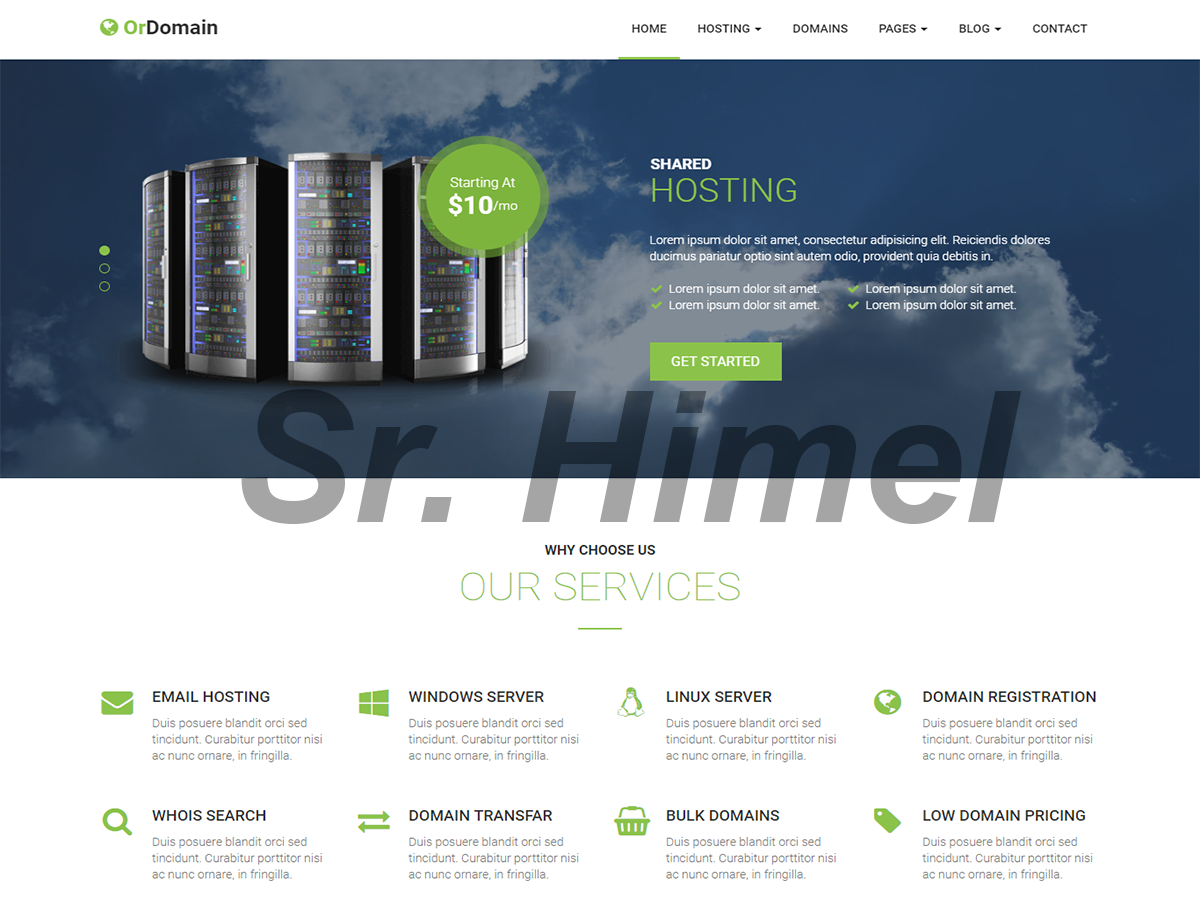 OrDomain
HOME HOSTING DOMAINS PAGES BLOG CONTACT
Starting At
$10/mo
SHARED
HOSTING
Lorem ipsum dolor sit amet, consectetur adipisicing elit. Reiciendis dolores
ducimus pariatur optio sint autem odio, provident quia debitis in.
Lorem ipsum dolor sit amet. Lorem ipsum dolor sit amet.
Lorem ipsum dolor sit amet. Lorem ipsum dolor sit amet.
GET STARTED
Sr. Himel
WHY CHOOSE US
OUR SERVICES
EMAIL HOSTING
Duis posuere blandit orci sed
tincidunt. Curabitur porttitor nisi
ac nunc ornare, in fringilla.
WINDOWS SERVER
Duis posuere blandit orci sed
tincidunt. Curabitur porttitor nisi
ac nunc ornare, in fringilla.
LINUX SERVER
Duis posuere blandit orci sed
tincidunt. Curabitur porttitor nisi
ac nunc ornare, in fringilla.
DOMAIN REGISTRATION
Duis posuere blandit orci sed
tincidunt. Curabitur porttitor nisi
ac nunc ornare, in fringilla.
WHOIS SEARCH
Duis posuere blandit orci sed
tincidunt. Curabitur porttitor nisi
ac nunc ornare, in fringilla.
DOMAIN TRANSFAR
Duis posuere blandit orci sed
tincidunt. Curabitur porttitor nisi
ac nunc ornare, in fringilla.
BULK DOMAINS
Duis posuere blandit orci sed
tincidunt. Curabitur porttitor nisi
ac nunc ornare, in fringilla.
LOW DOMAIN PRICING
Duis posuere blandit orci sed
tincidunt. Curabitur porttitor nisi
ac nunc ornare, in fringilla.